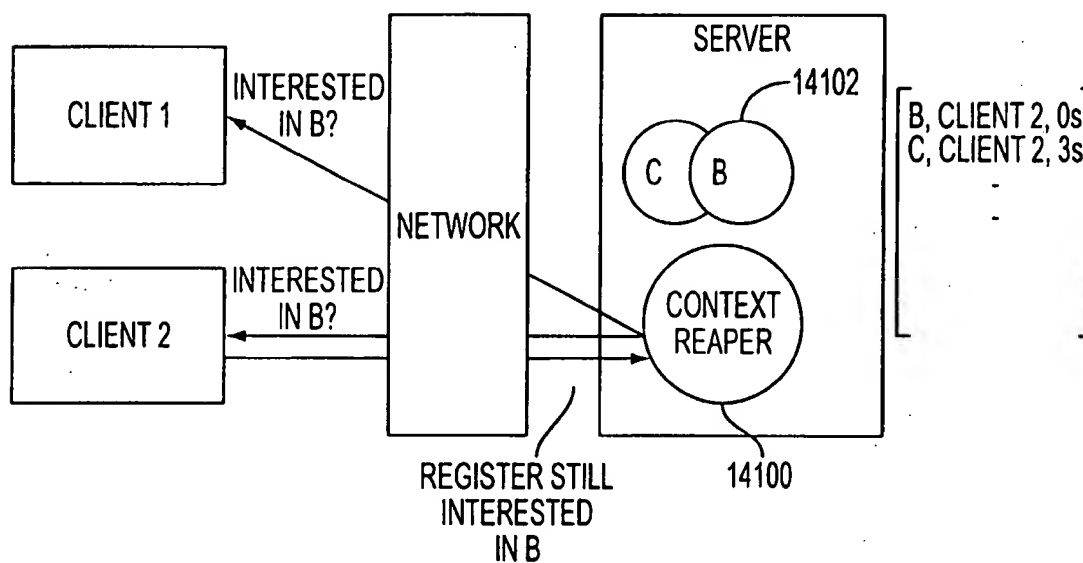 SERVER
14102
CLIENT 1
INTERESTED
IN B?
B, CLIENT 2, 0s
C, CLIENT 2, 3s
C
B
NETWORK
CLIENT 2
INTERESTED
IN B?
CONTEXT
REAPER
REGISTER STILL
INTERESTED
IN B
14100